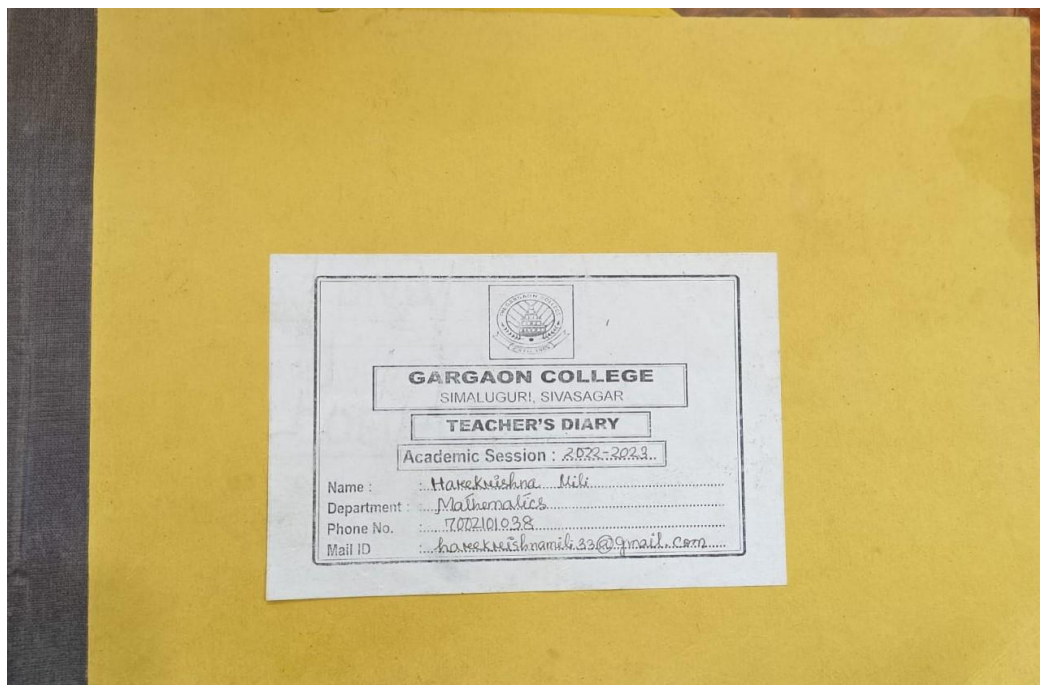 GARGAON COLLEGE
SIMALUGURI, SIVASAGAR
TEACHER'S DIARY
Academic Session : 2022-2023
Name : Harekrishna Mili
Department : Mathematics
Phone No. : 7002101038
Mail ID : harekrishnamili33@gmail.com